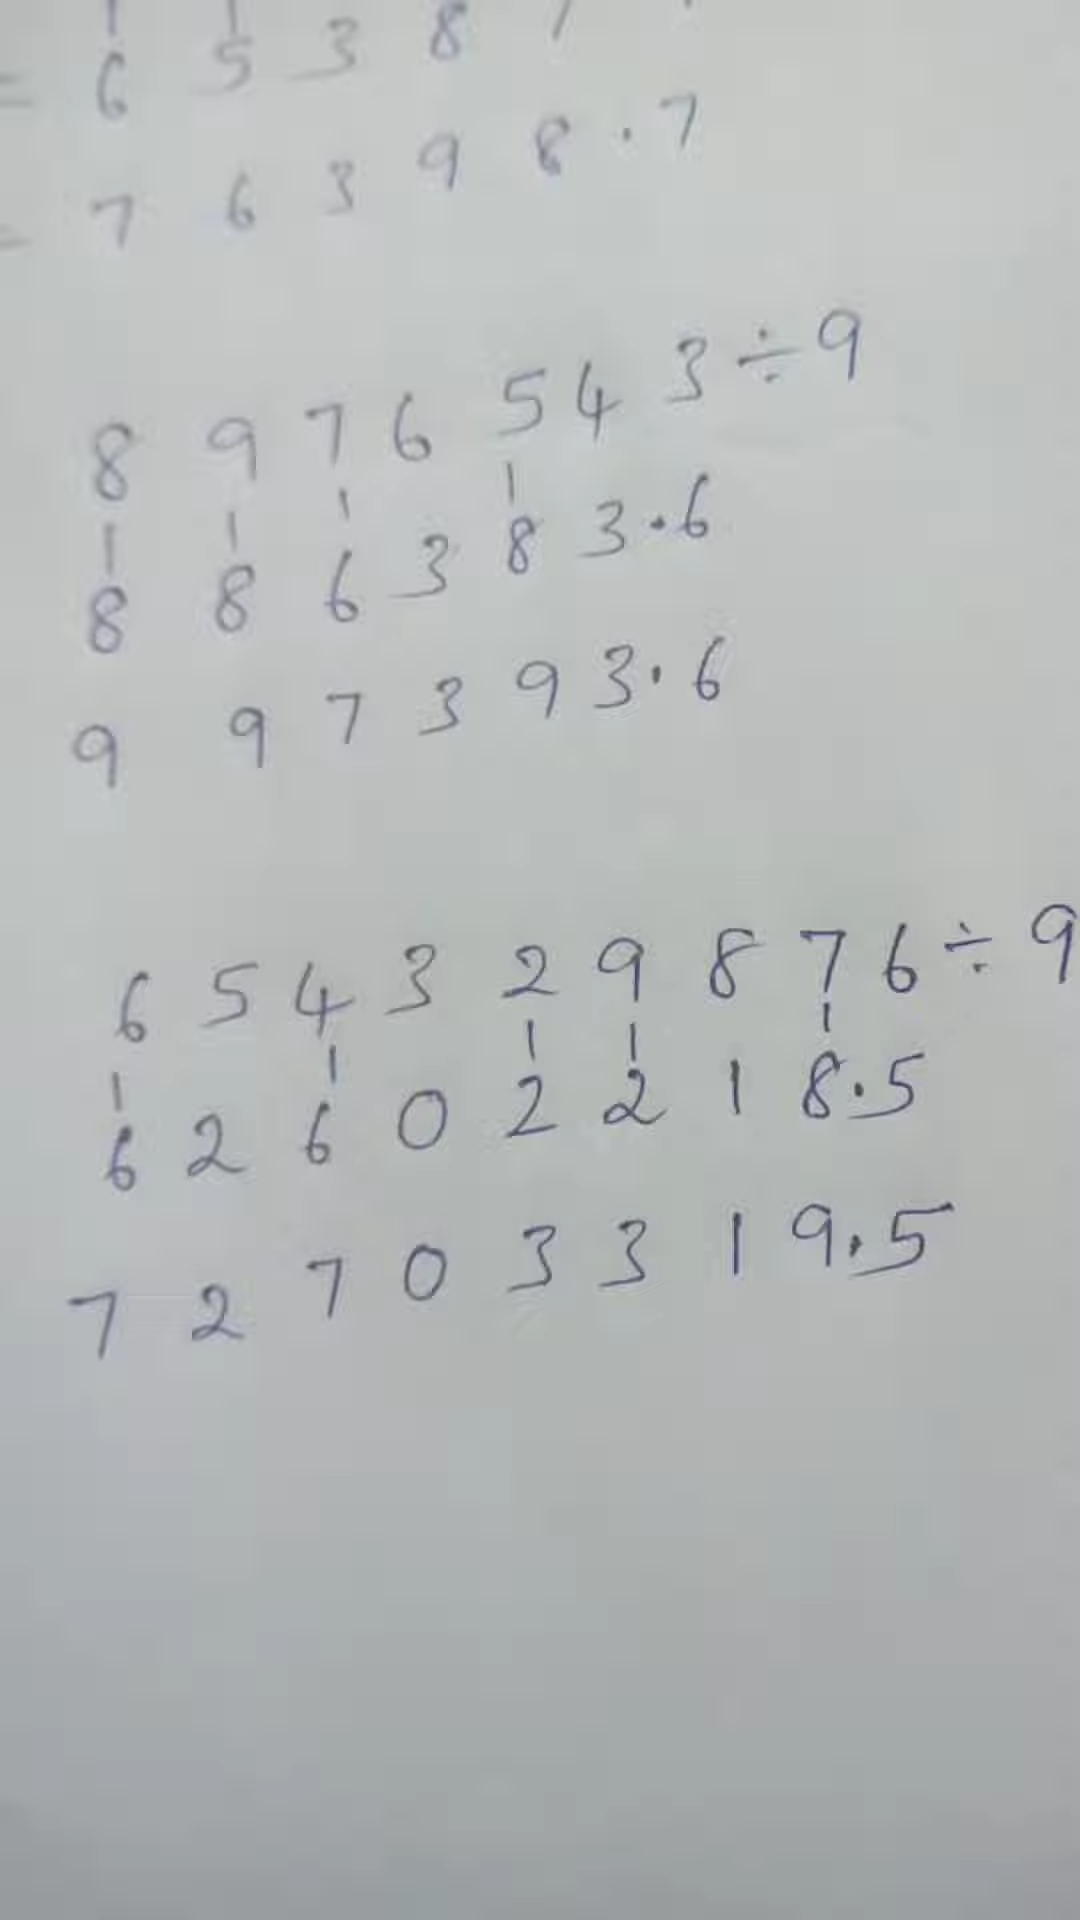 = 6 5 3 8
= 7 6 3 9 8 . 7
8 9 7 6 5 4 3 ÷ 9
8 8 6 3 8 3 . 6
9 9 7 3 9 3 . 6
6 5 4 3 2 9 8 7 6 ÷ 9
6 2 6 0 2 2 1 8 . 5
7 2 7 0 3 3 1 9 . 5